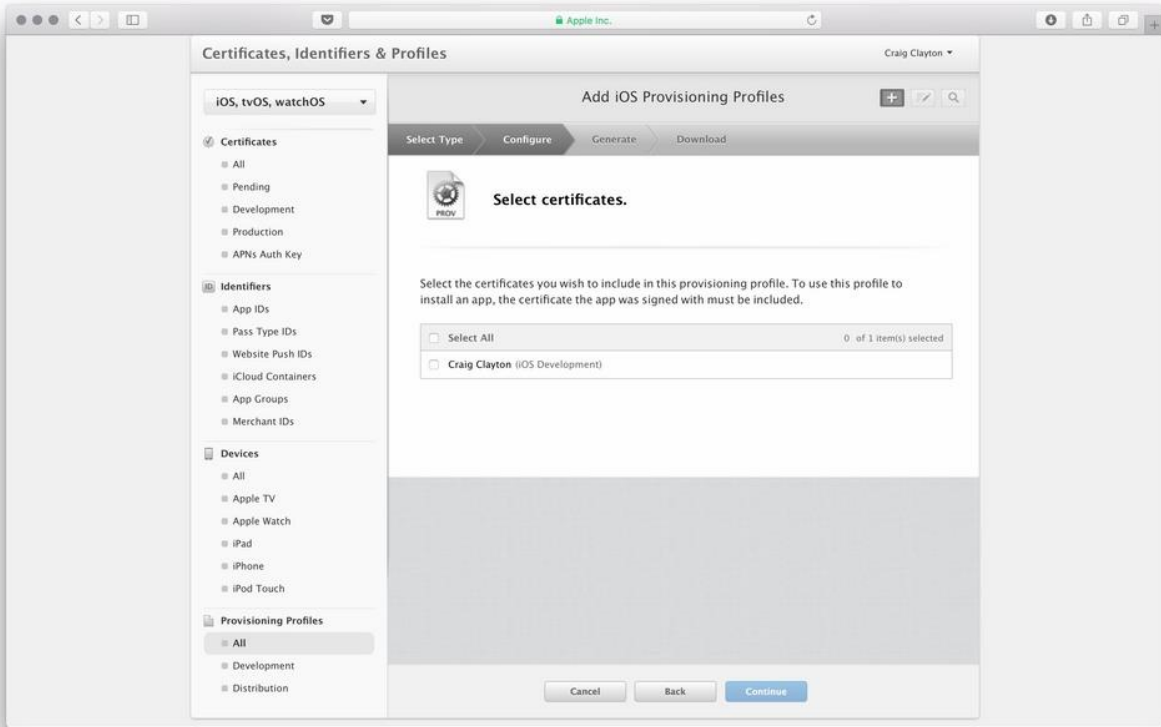 Apple Inc.
Certificates, Identifiers & Profiles
Craig Clayton
iOS, tvOS, watchOS
Certificates
All
Pending
Development
Production
APNs Auth Key
ID Identifiers
App IDs
Pass Type IDs
Website Push IDs
iCloud Containers
App Groups
Merchant IDs
Devices
All
Apple TV
Apple Watch
iPad
iPhone
iPod Touch
Provisioning Profiles
All
Development
Distribution
Add iOS Provisioning Profiles
Select Type Configure Generate Download
PROV
Select certificates.
Select the certificates you wish to include in this provisioning profile. To use this profile to
install an app, the certificate the app was signed with must be included.
Select All 0 of 1 item(s) selected
Craig Clayton (iOS Development)
Cancel Back Continue